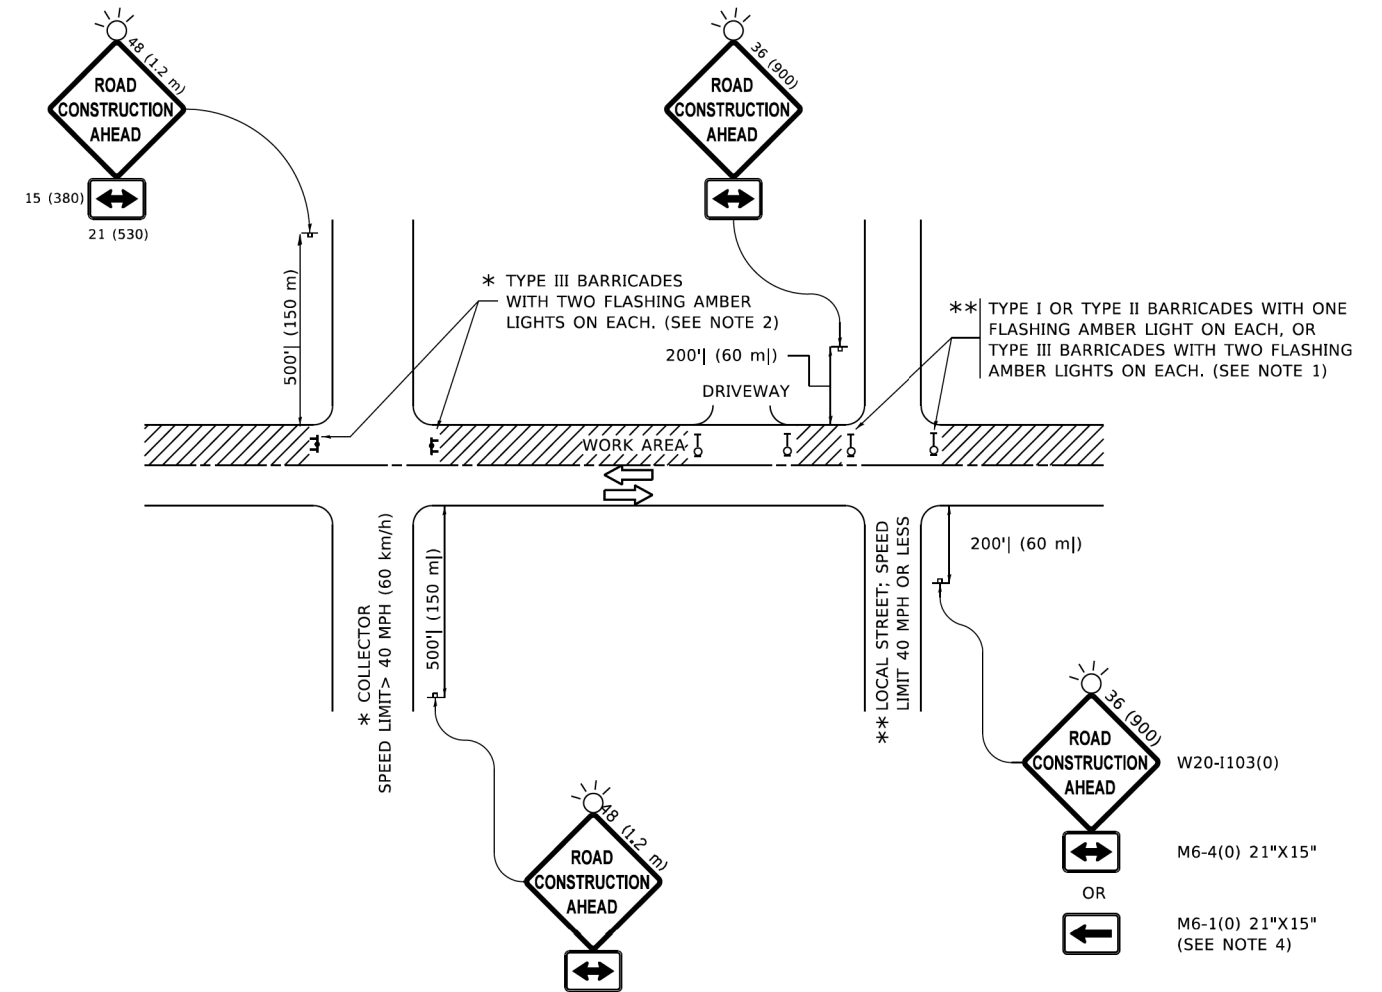 48 (1.2 m)
ROAD
CONSTRUCTION
AHEAD
15 (380)
21 (530)
36 (900)
ROAD
CONSTRUCTION
AHEAD
500'| (150 m)
* TYPE III BARRICADES
WITH TWO FLASHING AMBER
LIGHTS ON EACH. (SEE NOTE 2)
200'| (60 m|)
DRIVEWAY
** TYPE I OR TYPE II BARRICADES WITH ONE
FLASHING AMBER LIGHT ON EACH, OR
TYPE III BARRICADES WITH TWO FLASHING
AMBER LIGHTS ON EACH. (SEE NOTE 1)
WORK AREA
* COLLECTOR
SPEED LIMIT> 40 MPH (60 km/h)
500'| (150 m|)
**LOCAL STREET; SPEED
LIMIT 40 MPH OR LESS
200'| (60 m|)
36 (900)
ROAD
CONSTRUCTION
AHEAD
W20-I103(0)
M6-4(0) 21"X15"
OR
M6-1(0) 21"X15"
(SEE NOTE 4)
48 (1.2 m)
ROAD
CONSTRUCTION
AHEAD